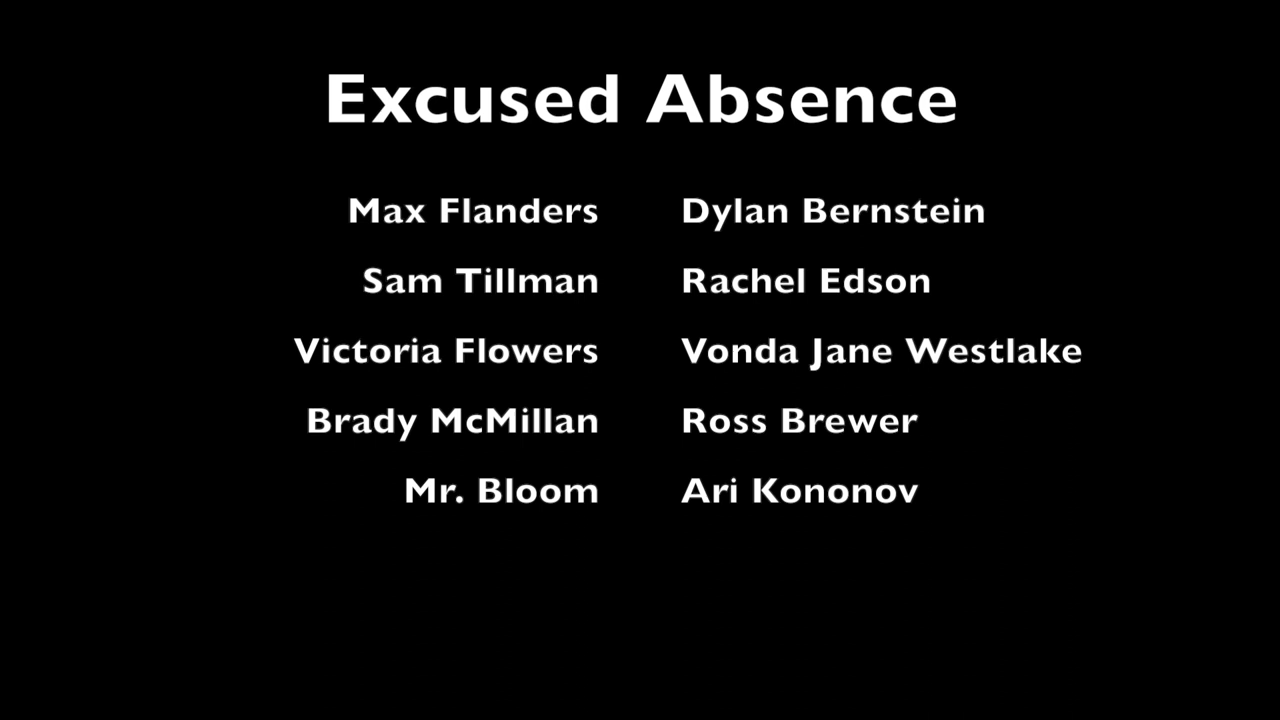 Excused Absence
Max Flanders Dylan Bernstein
Sam Tillman Rachel Edson
Victoria Flowers Vonda Jane Westlake
Brady McMillan Ross Brewer
Mr. Bloom Ari Kononov